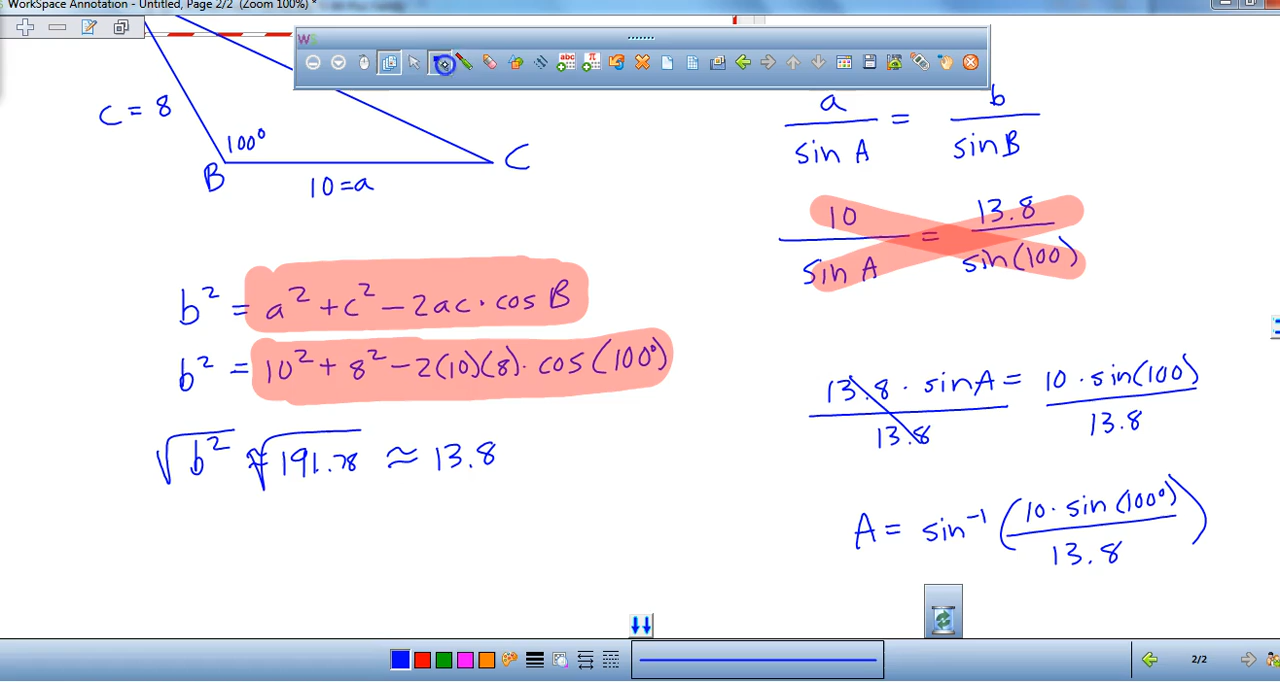 WorkSpace Annotation - Untitled, Page 2/2 (Zoom 100%) *
c = 8
100°
B
C
10 = a
b² = a² + c² - 2ac · cos B
b² = 10² + 8² - 2(10)(8) · cos (100°)
√b² ≈ √191.78 ≈ 13.8
a / sin A = b / sin B
10 / sin A = 13.8 / sin(100)
13.8 · sin A / 13.8 = 10 · sin(100) / 13.8
A = sin⁻¹ (10 · sin (100°) / 13.8)
2/2